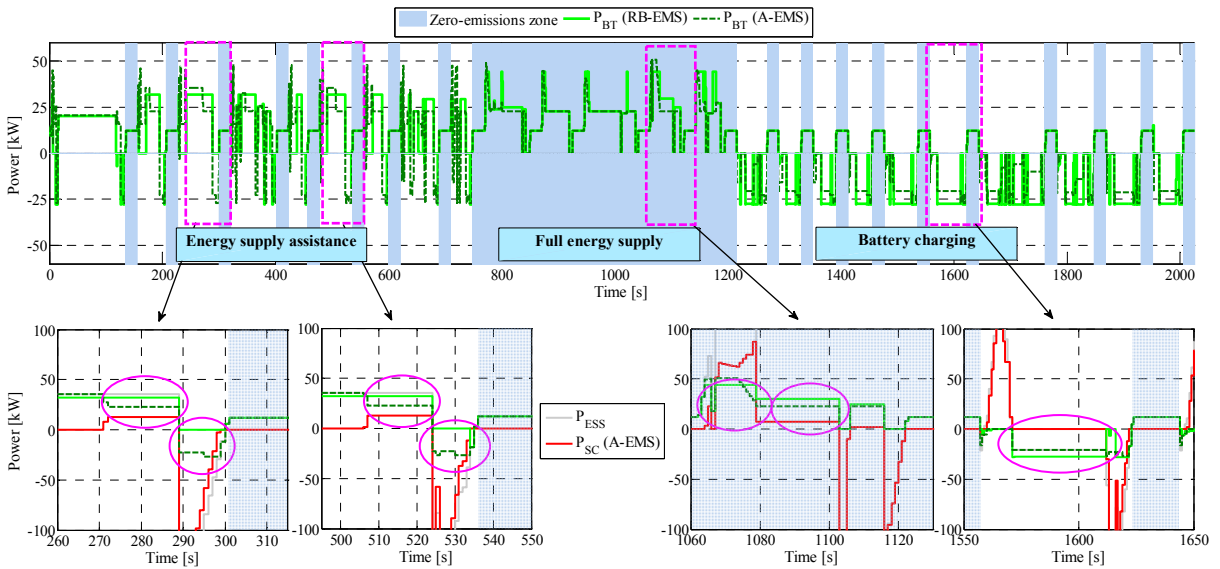 Zero-emissions zone P_BT (RB-EMS) P_BT (A-EMS)
Power [kW]
50
25
0
-25
-50
Energy supply assistance Full energy supply Battery charging
0 200 400 600 800 1000 1200 1400 1600 1800 2000
Time [s]
Power [kW]
100
50
0
-50
-100
260 270 280 290 300 310
Time [s]
100
50
0
-50
-100
500 510 520 530 540 550
Time [s]
P_ESS
P_SC (A-EMS)
100
50
0
-50
-100
1060 1080 1100 1120
Time [s]
100
50
0
-50
-100
1550 1600 1650
Time [s]